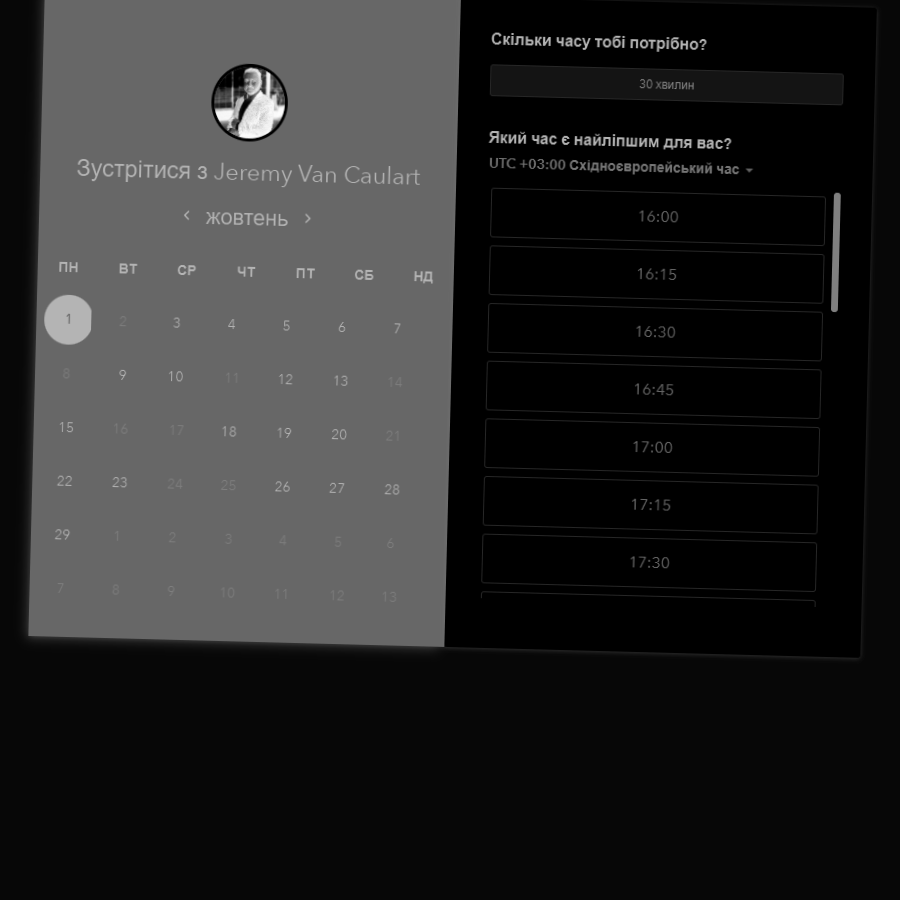 Зустрітися з Jeremy Van Caulart
жовтень
ПН ВТ СР ЧТ ПТ СБ НД
1 2 3 4 5 6 7
8 9 10 11 12 13 14
15 16 17 18 19 20 21
22 23 24 25 26 27 28
29 1 2 3 4 5 6
7 8 9 10 11 12 13
Скільки часу тобі потрібно?
30 хвилин
Який час є найліпшим для вас?
UTC +03:00 Східноєвропейський час
16:00
16:15
16:30
16:45
17:00
17:15
17:30